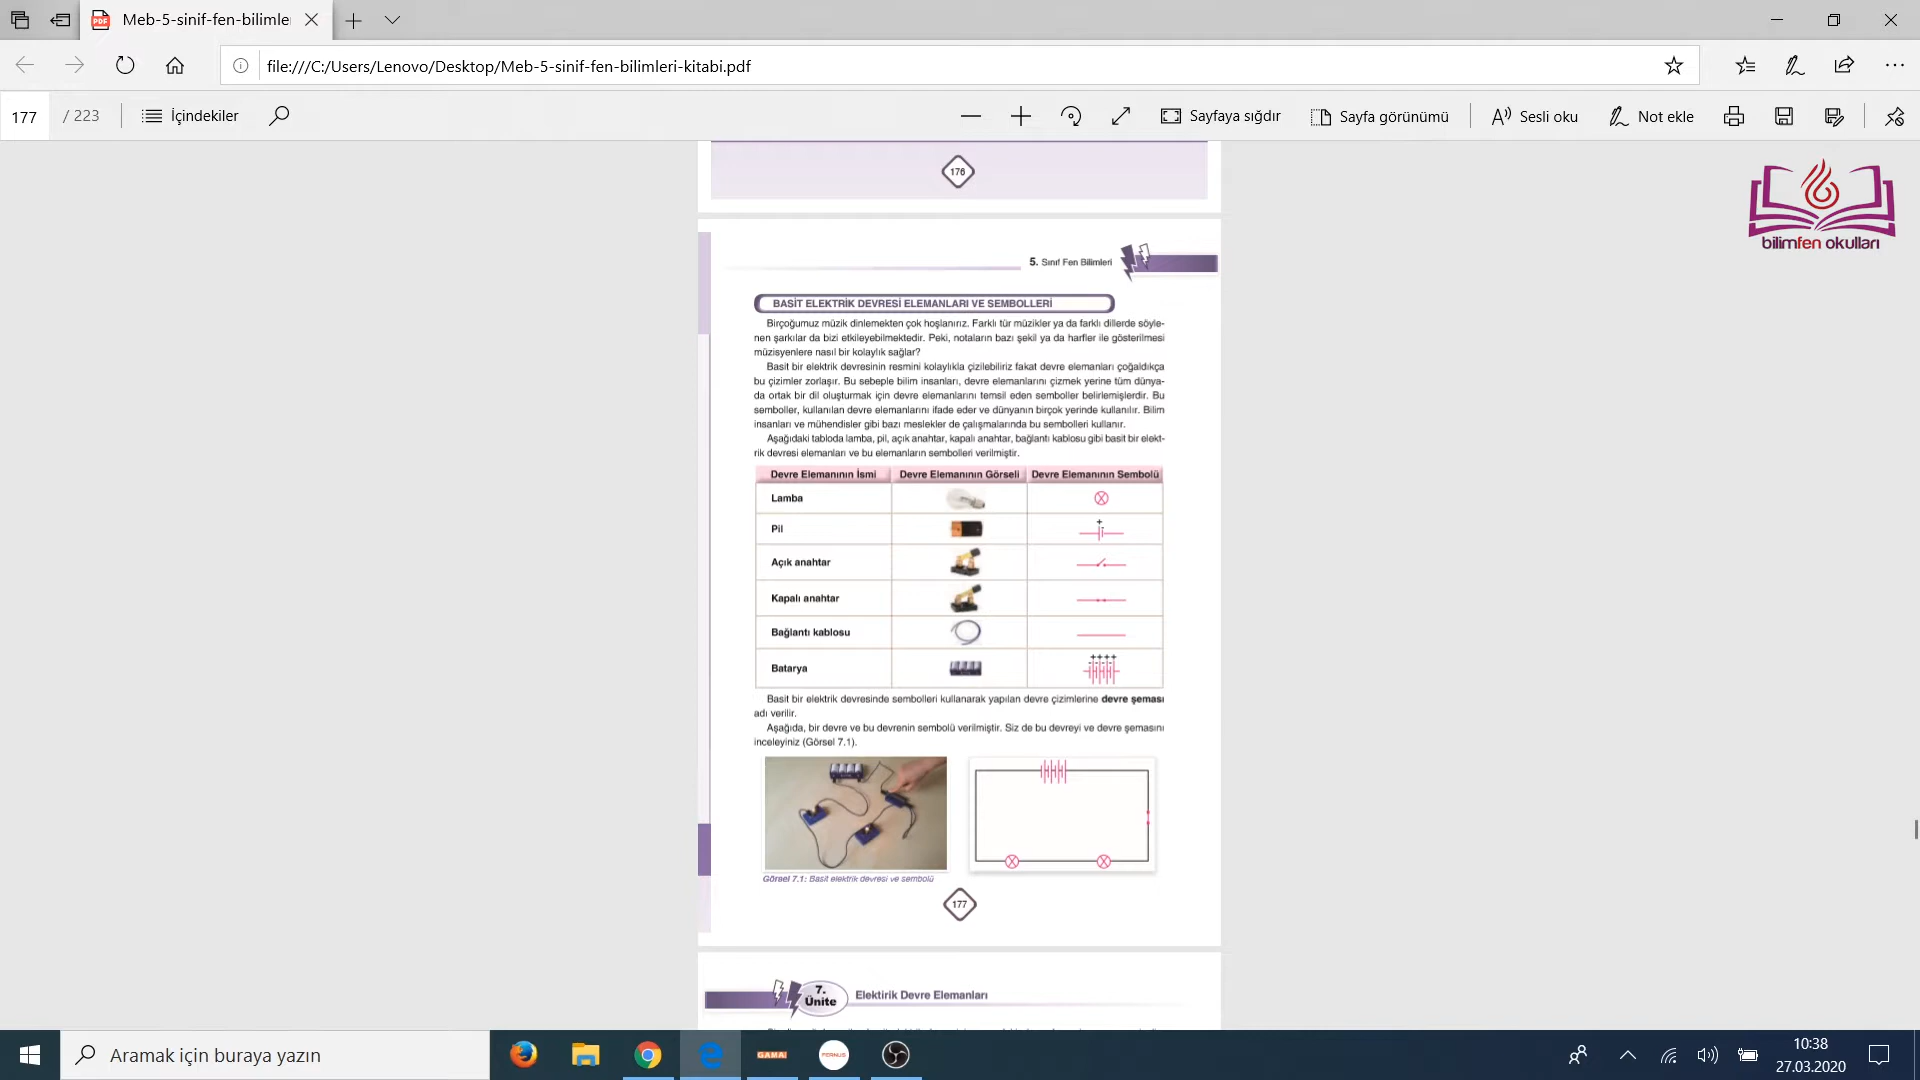 Meb-5-sinif-fen-bilimle
file:///C:/Users/Lenovo/Desktop/Meb-5-sinif-fen-bilimleri-kitabi.pdf
177 / 223 İçindekiler Sayfaya sığdır Sayfa görünümü Sesli oku Not ekle
176
bilimfen okulları
5. Sınıf Fen Bilimleri
BASİT ELEKTRİK DEVRESİ ELEMANLARI VE SEMBOLLERİ
Birçoğumuz müzik dinlemekten çok hoşlanırız. Farklı tür müzikler ya da farklı dillerde söyle-
nen şarkılar da bizi etkileyebilmektedir. Peki, notaların bazı şekil ya da harfler ile gösterilmesi
müzisyenlere nasıl bir kolaylık sağlar?
Basit bir elektrik devresinin resmini kolaylıkla çizilebiliriz fakat devre elemanları çoğaldıkça
bu çizimler zorlaşır. Bu sebeple bilim insanları, devre elemanlarını çizmek yerine tüm dünya-
da ortak bir dil oluşturmak için devre elemanlarını temsil eden semboller belirlemişlerdir. Bu
semboller, kullanılan devre elemanlarını ifade eder ve dünyanın birçok yerinde kullanılır. Bilim
insanları ve mühendisler gibi bazı meslekler de çalışmalarında bu sembolleri kullanır.
Aşağıdaki tabloda lamba, pil, açık anahtar, kapalı anahtar, bağlantı kablosu gibi basit bir elekt-
rik devresi elemanları ve bu elemanların sembolleri verilmiştir.
Devre Elemanının İsmi Devre Elemanının Görseli Devre Elemanının Sembolü
Lamba
Pil
Açık anahtar
Kapalı anahtar
Bağlantı kablosu
Batarya
Basit bir elektrik devresinde sembolleri kullanarak yapılan devre çizimlerine devre şeması
adı verilir.
Aşağıda, bir devre ve bu devrenin sembolü verilmiştir. Siz de bu devreyi ve devre şemasını
inceleyiniz (Görsel 7.1).
Görsel 7.1: Basit elektrik devresi ve sembolü
177
7.
Ünite
Elektirik Devre Elemanları
Aramak için buraya yazın
GAMA
FERNUS
10:38
27.03.2020